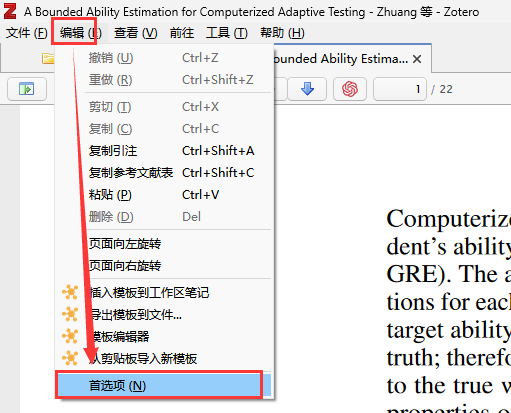 Z A Bounded Ability Estimation for Computerized Adaptive Testing - Zhuang 等 - Zotero
文件 (F) 编辑 (E) 查看 (V) 前往 工具 (T) 帮助 (H)
Bounded Ability Estima...
1 / 22
撤销 (U) Ctrl+Z
重做 (R) Ctrl+Shift+Z
剪切 (T) Ctrl+X
复制 (C) Ctrl+C
复制引注 Ctrl+Shift+A
复制参考文献表 Ctrl+Shift+C
粘贴 (P) Ctrl+V
删除 (D) Del
页面向左旋转
页面向右旋转
插入模板到工作区笔记
导出模板到文件...
模板编辑器
从剪贴板导入新模板
首选项 (N)
Computerize
dent's ability
GRE). The a
tions for each
target ability
truth; therefo
to the true w
properties o